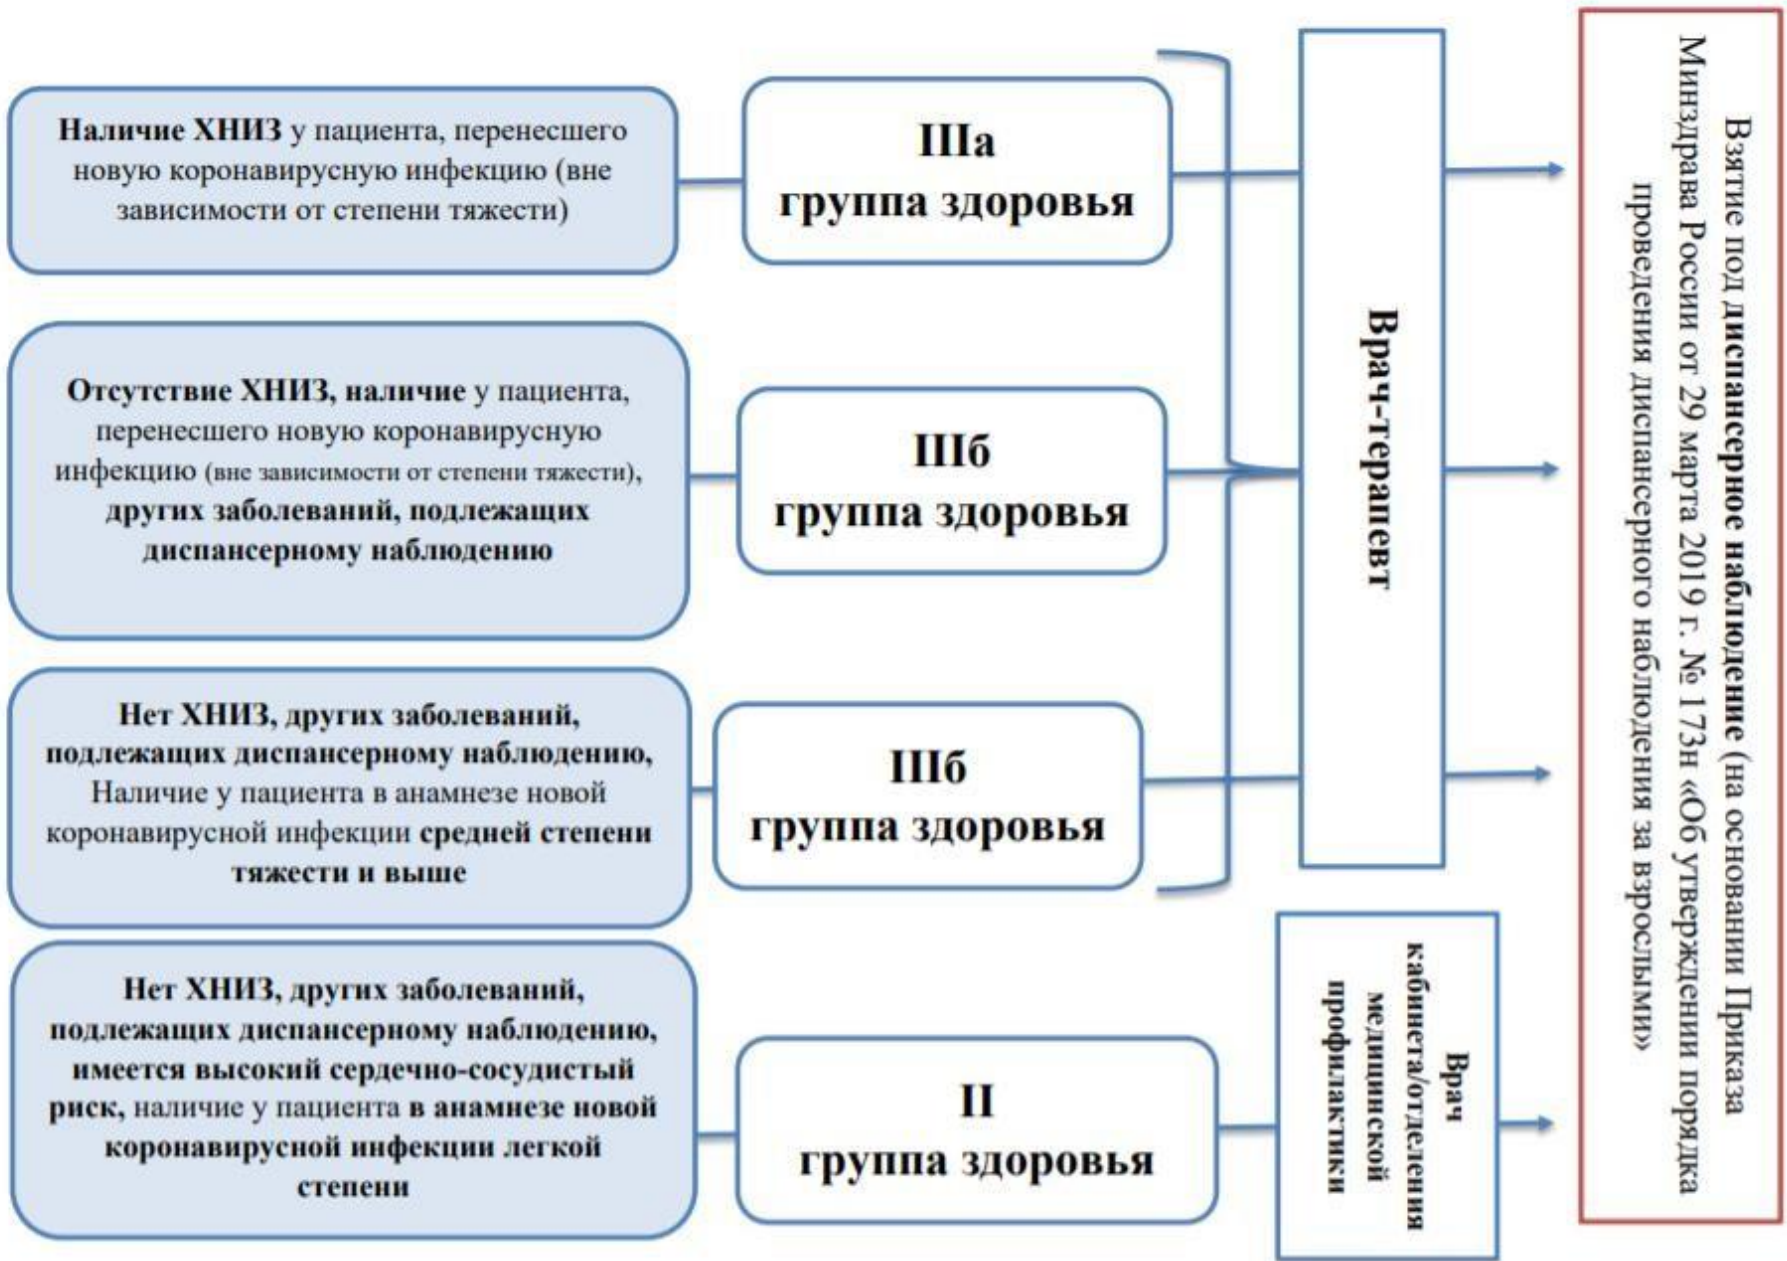 Наличие ХНИЗ у пациента, перенесшего
новую коронавирусную инфекцию (вне
зависимости от степени тяжести)
IIIа
группа здоровья
Отсутствие ХНИЗ, наличие у пациента,
перенесшего новую коронавирусную
инфекцию (вне зависимости от степени тяжести),
других заболеваний, подлежащих
диспансерному наблюдению
IIIб
группа здоровья
Нет ХНИЗ, других заболеваний,
подлежащих диспансерному наблюдению,
Наличие у пациента в анамнезе новой
коронавирусной инфекции средней степени
тяжести и выше
IIIб
группа здоровья
Нет ХНИЗ, других заболеваний,
подлежащих диспансерному наблюдению,
имеется высокий сердечно-сосудистый
риск, наличие у пациента в анамнезе новой
коронавирусной инфекции легкой
степени
II
группа здоровья
Врач-терапевт
Врач
кабинета/отделения
медицинской
профилактики
Взятие под диспансерное наблюдение (на основании Приказа
Минздрава России от 29 марта 2019 г. № 173н «Об утверждении порядка
проведения диспансерного наблюдения за взрослыми»